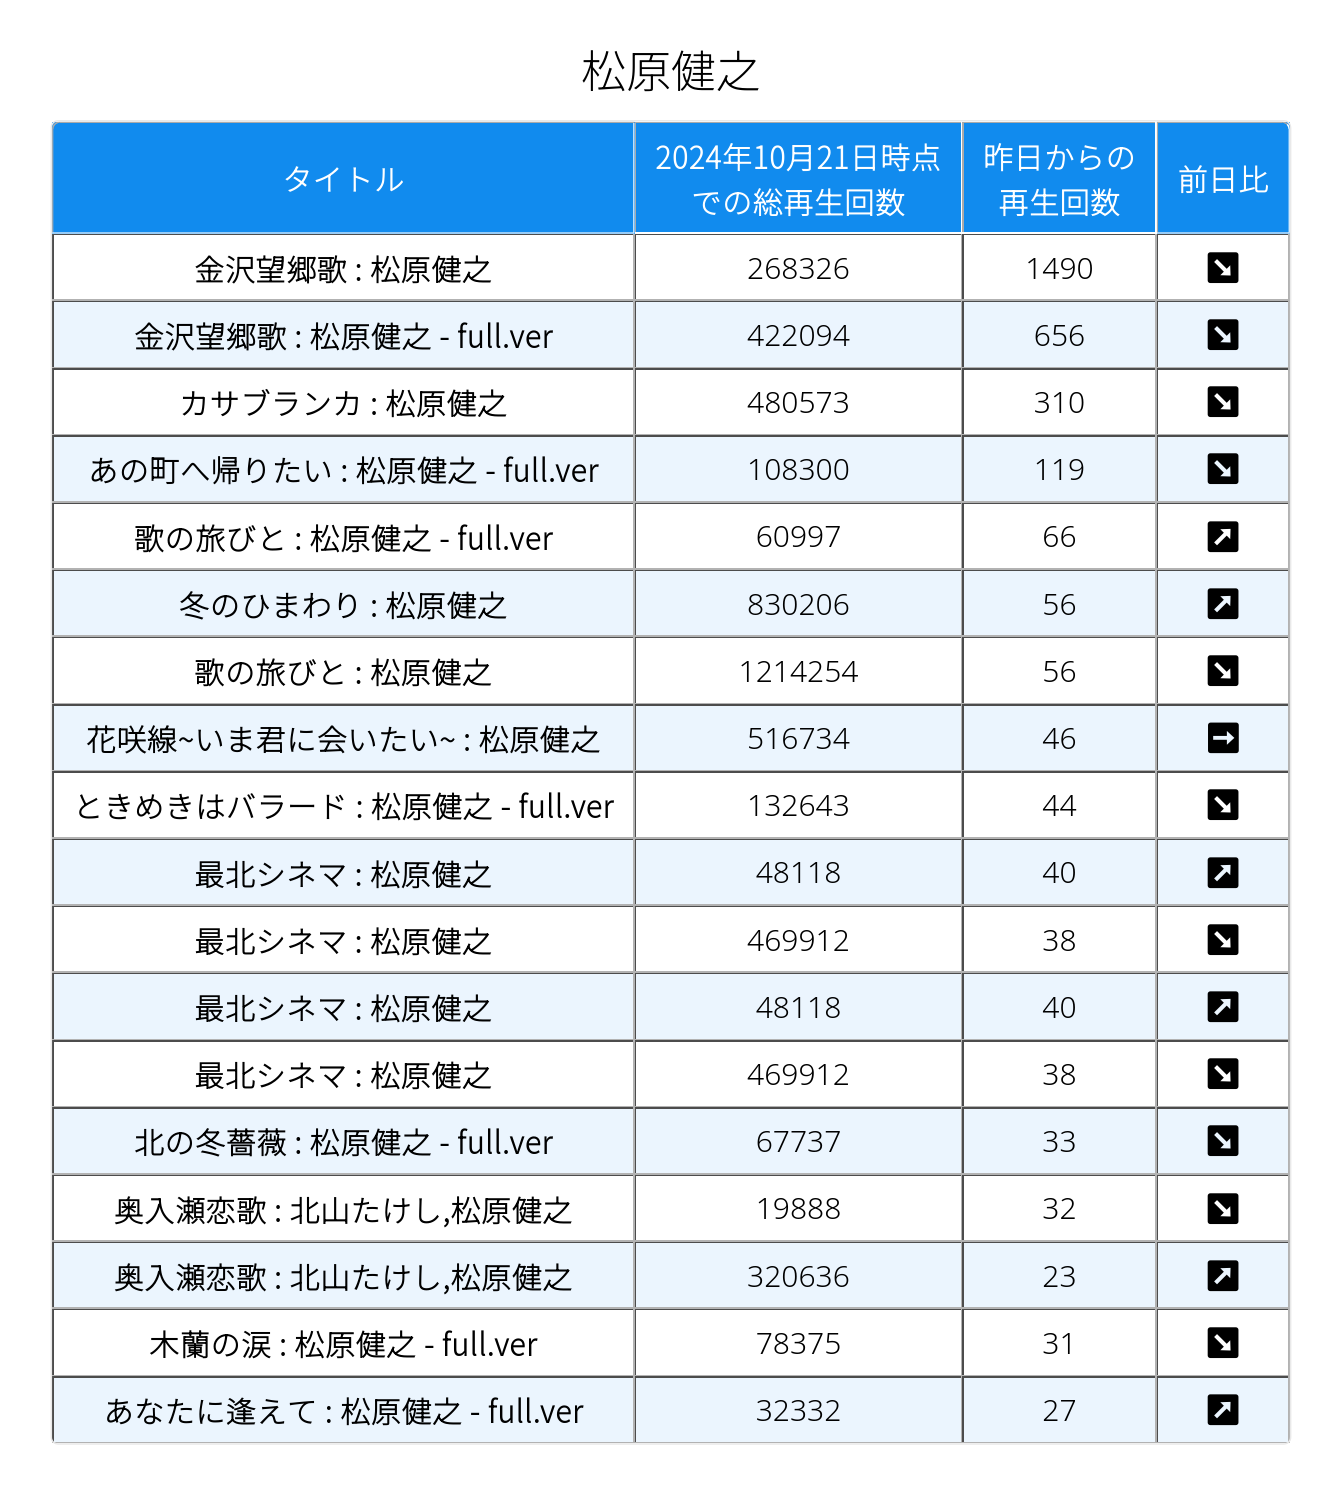 松原健之
タイトル
2024年10月21日時点
での総再生回数
昨日からの
再生回数
前日比
金沢望郷歌 : 松原健之 268326 1490 ↘
金沢望郷歌 : 松原健之 - full.ver 422094 656 ↘
カサブランカ : 松原健之 480573 310 ↘
あの町へ帰りたい : 松原健之 - full.ver 108300 119 ↘
歌の旅びと : 松原健之 - full.ver 60997 66 ↗
冬のひまわり : 松原健之 830206 56 ↗
歌の旅びと : 松原健之 1214254 56 ↘
花咲線~いま君に会いたい~ : 松原健之 516734 46 →
ときめきはバラード : 松原健之 - full.ver 132643 44 ↘
最北シネマ : 松原健之 48118 40 ↗
最北シネマ : 松原健之 469912 38 ↘
最北シネマ : 松原健之 48118 40 ↗
最北シネマ : 松原健之 469912 38 ↘
北の冬薔薇 : 松原健之 - full.ver 67737 33 ↘
奥入瀬恋歌 : 北山たけし,松原健之 19888 32 ↘
奥入瀬恋歌 : 北山たけし,松原健之 320636 23 ↗
木蘭の涙 : 松原健之 - full.ver 78375 31 ↘
あなたに逢えて : 松原健之 - full.ver 32332 27 ↗